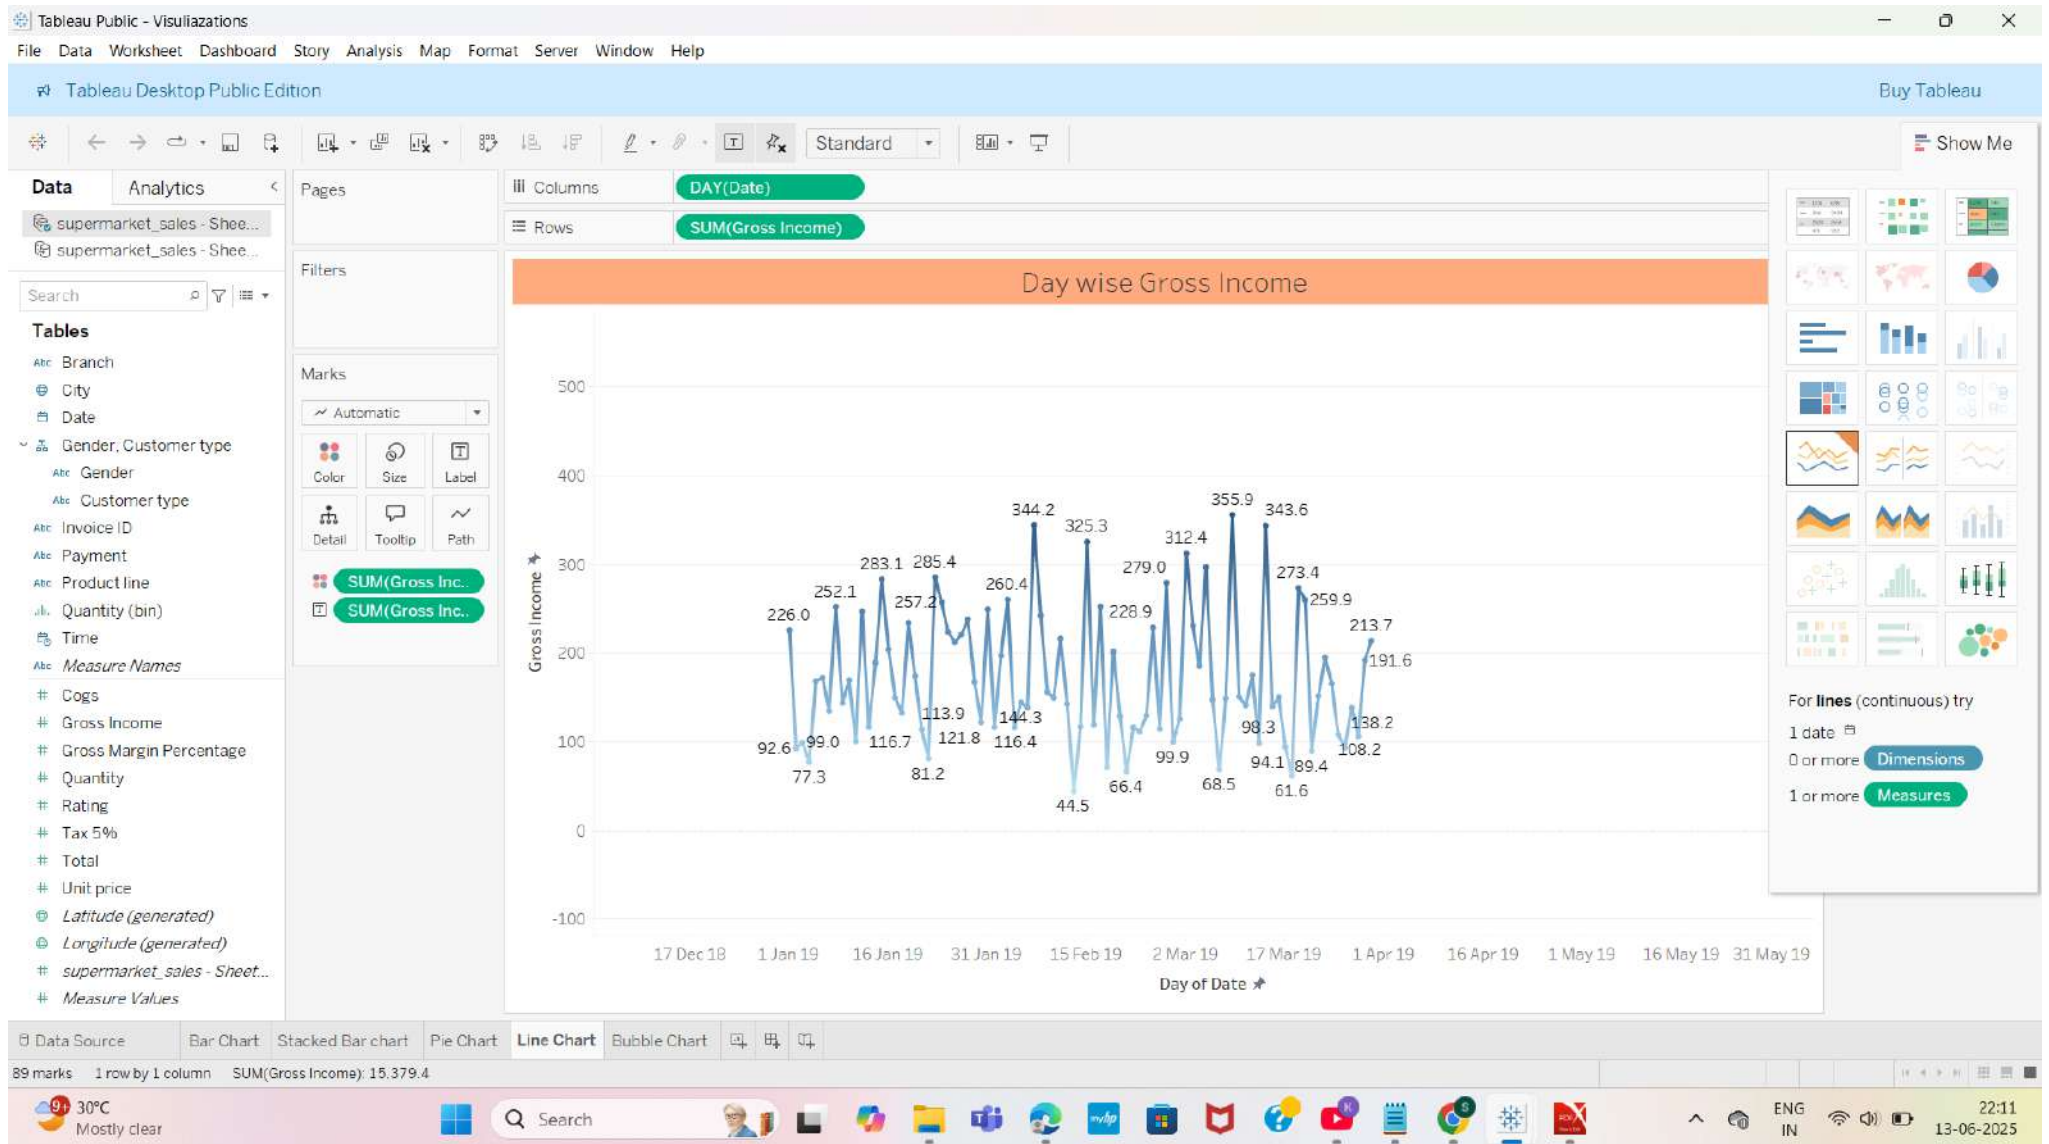 Tableau Public - Visuliazations
File Data Worksheet Dashboard Story Analysis Map Format Server Window Help
Tableau Desktop Public Edition
Buy Tableau
Standard
Show Me
Data Analytics
supermarket_sales - Shee...
supermarket_sales - Shee...
Search
Tables
Abc Branch
City
Date
Gender, Customer type
Abc Gender
Abc Customer type
Abc Invoice ID
Abc Payment
Abc Product line
Quantity (bin)
Time
Abc Measure Names
# Cogs
# Gross Income
# Gross Margin Percentage
# Quantity
# Rating
# Tax 5%
# Total
# Unit price
Latitude (generated)
Longitude (generated)
# supermarket_sales - Sheet...
# Measure Values
Pages
Filters
Marks
Automatic
Color Size Label
Detail Tooltip Path
SUM(Gross Inc..
SUM(Gross Inc..
Columns DAY(Date)
Rows SUM(Gross Income)
Day wise Gross Income
Gross Income
500
400
300
200
100
0
-100
355.9
344.2 343.6
325.3
312.4
283.1 285.4 279.0 273.4
252.1 257.2 260.4 259.9
226.0 228.9
213.7
191.6
113.9 144.3 98.3 138.2
92.6 99.0 116.7 121.8 116.4 108.2
99.9 94.1 89.4
77.3 81.2 66.4 68.5 61.6
44.5
17 Dec 18 1 Jan 19 16 Jan 19 31 Jan 19 15 Feb 19 2 Mar 19 17 Mar 19 1 Apr 19 16 Apr 19 1 May 19 16 May 19 31 May 19
Day of Date
For lines (continuous) try
1 date
0 or more Dimensions
1 or more Measures
Data Source Bar Chart Stacked Bar chart Pie Chart Line Chart Bubble Chart
89 marks 1 row by 1 column SUM(Gross Income): 15,379.4
9+
30°C
Mostly clear
Search
myhp
ENG
IN
22:11
13-06-2025